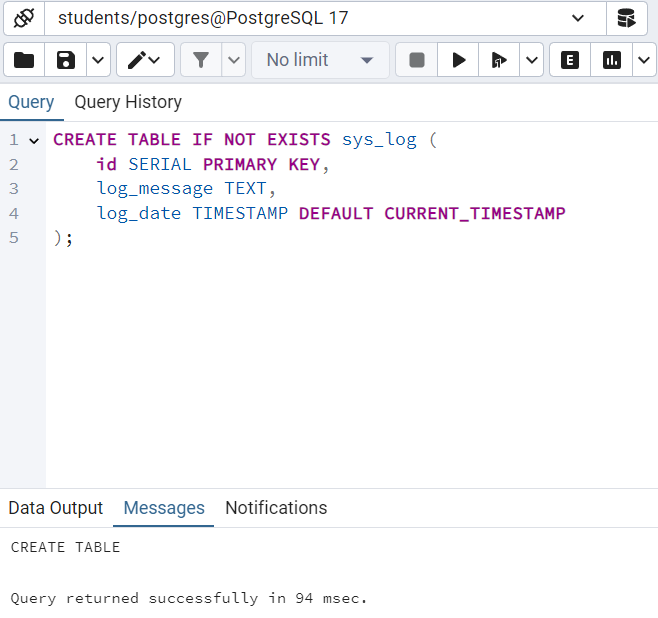 students/postgres@PostgreSQL 17
No limit
E
Query Query History
1 CREATE TABLE IF NOT EXISTS sys_log (
2 id SERIAL PRIMARY KEY,
3 log_message TEXT,
4 log_date TIMESTAMP DEFAULT CURRENT_TIMESTAMP
5 );
Data Output Messages Notifications
CREATE TABLE
Query returned successfully in 94 msec.